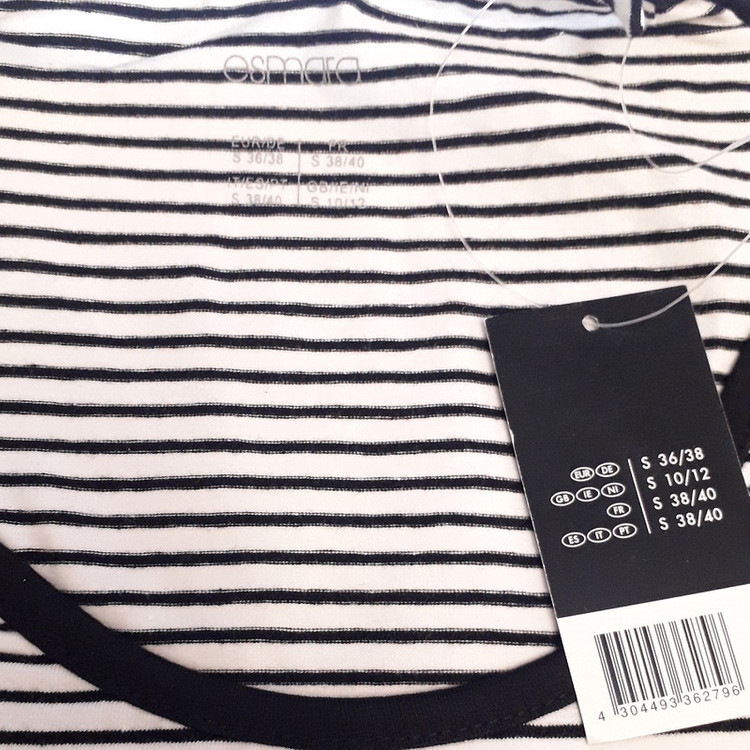 esmara
EUR/DE FR
S 36/38 S 38/40
IT/ES/PT GB/IE/NI
S 38/40 S 10/12
EUR DE S 36/38
GB IE NI S 10/12
FR S 38/40
ES IT PT S 38/40
4 304493 362796